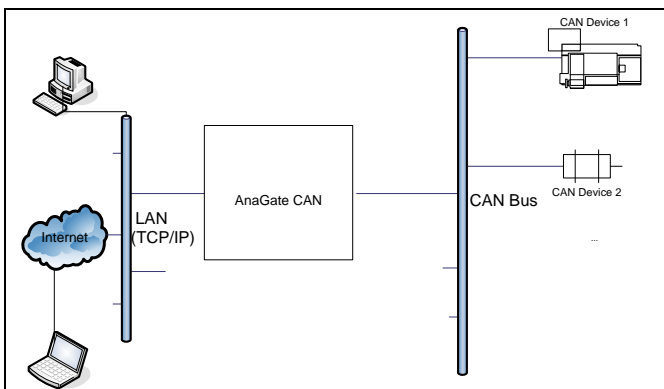 CAN Device 1
AnaGate CAN
LAN
(TCP/IP)
CAN Bus
CAN Device 2
Internet
...